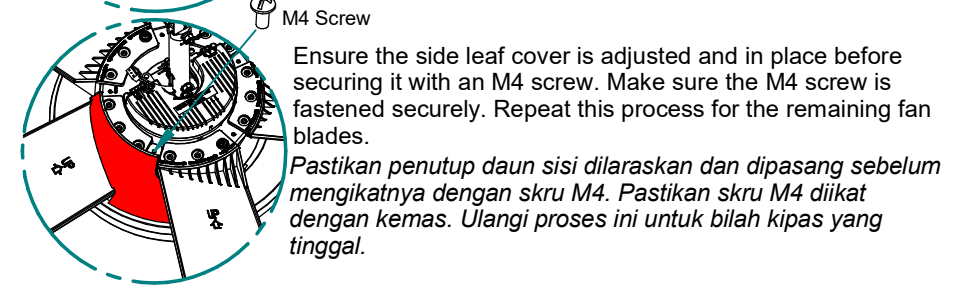 M4 Screw
Ensure the side leaf cover is adjusted and in place before
securing it with an M4 screw. Make sure the M4 screw is
fastened securely. Repeat this process for the remaining fan
blades.
Pastikan penutup daun sisi dilaraskan dan dipasang sebelum
mengikatnya dengan skru M4. Pastikan skru M4 diikat
dengan kemas. Ulangi proses ini untuk bilah kipas yang
tinggal.
UP
UP